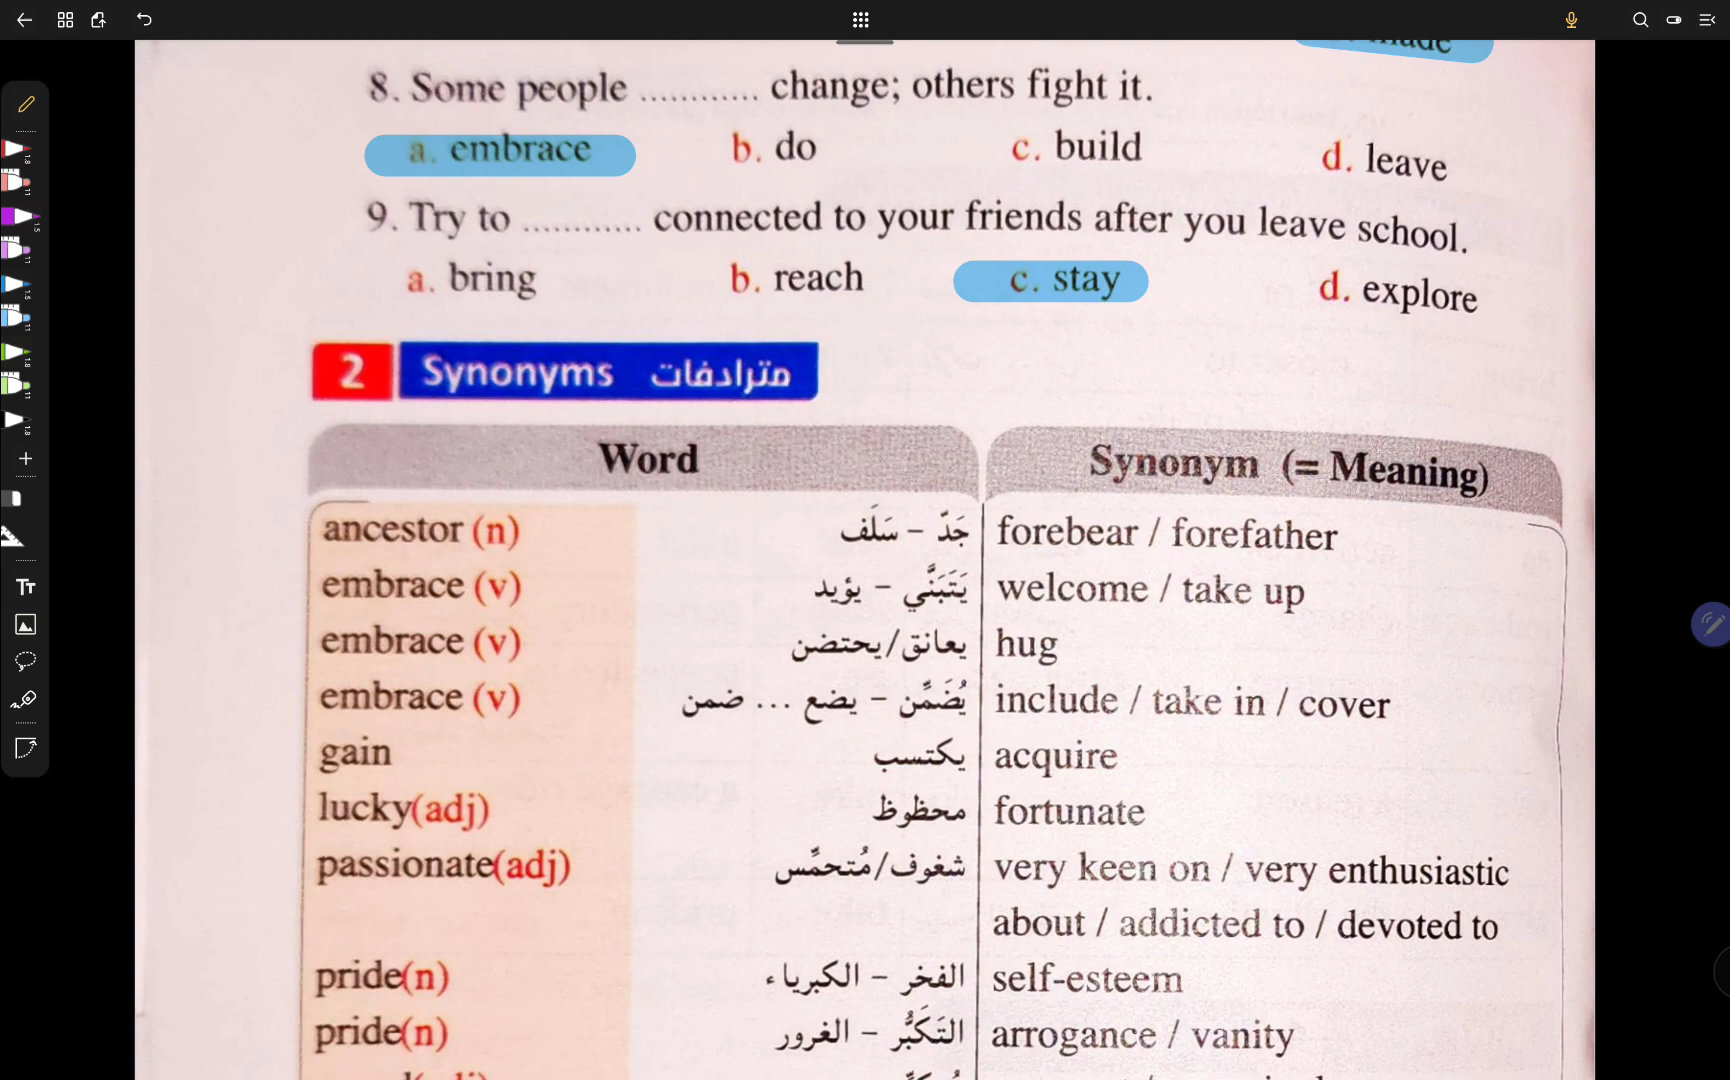 8. Some people ............ change; others fight it.
a. embrace b. do c. build d. leave
9. Try to ............ connected to your friends after you leave school.
a. bring b. reach c. stay d. explore
2 Synonyms مترادفات
Word Synonym (= Meaning)
ancestor (n) جَدّ – سَلَف forebear / forefather
embrace (v) يَتَبَنَّي – يؤيد welcome / take up
embrace (v) يعانق/يحتضن hug
embrace (v) يُضَمِّن – يضع ... ضمن include / take in / cover
gain يكتسب acquire
lucky(adj) محظوظ fortunate
passionate(adj) شغوف/مُتحمِّس very keen on / very enthusiastic
about / addicted to / devoted to
pride(n) الفخر – الكبرياء self-esteem
pride(n) التَكَبُّر – الغرور arrogance / vanity